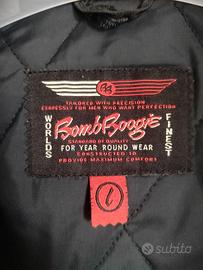 TAILORED WITH PRECISION
EXPRESSLY FOR MEN WHO WANT PERFECTION
WORLDS
BombBoogie
FINEST
STANDARD OF QUALITY
FOR YEAR ROUND WEAR
CONSTRUCTED TO
PROVIDE MAXIMUM COMFORT
L
subito